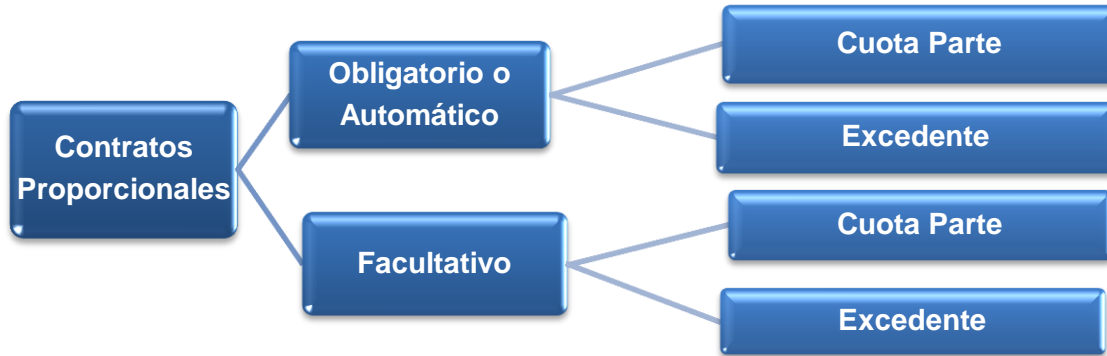 Contratos
Proporcionales
Obligatorio o
Automático
Cuota Parte
Excedente
Facultativo
Cuota Parte
Excedente